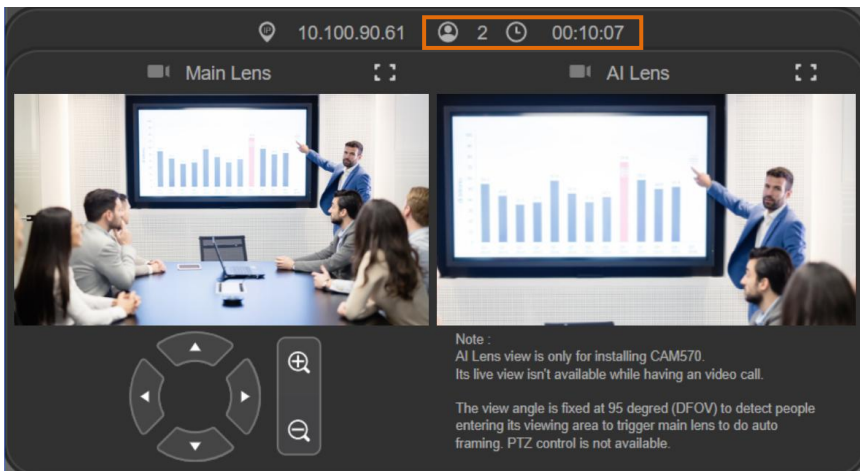 IP 10.100.90.61 2 00:10:07
Main Lens
AI Lens
Note :
AI Lens view is only for installing CAM570.
Its live view isn't available while having an video call.
The view angle is fixed at 95 degred (DFOV) to detect people
entering its viewing area to trigger main lens to do auto
framing. PTZ control is not available.